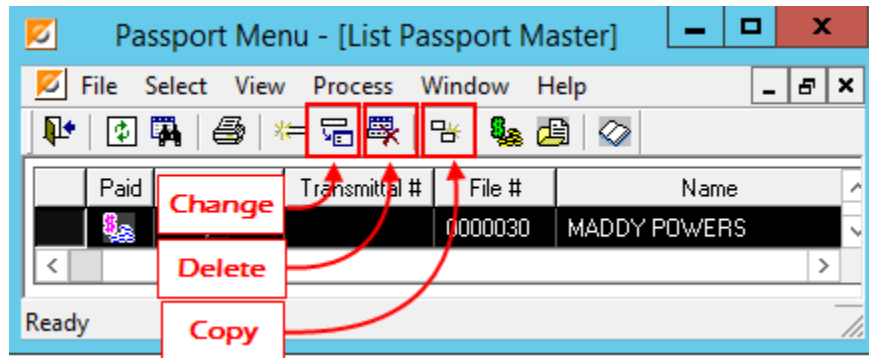 Passport Menu - [List Passport Master]
File Select View Process Window Help
Paid Transmittal # File # Name
Change
0000030 MADDY POWERS
Delete
Ready
Copy